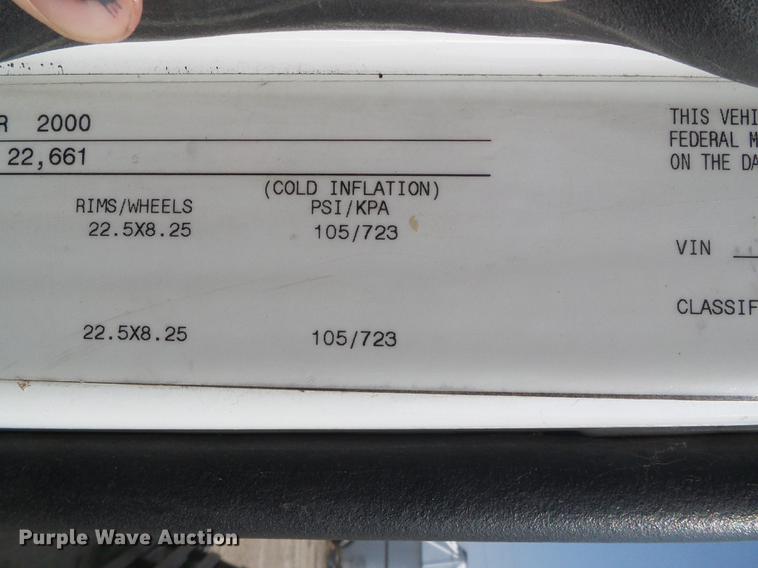 R 2000
22,661
(COLD INFLATION)
RIMS/WHEELS PSI/KPA
22.5X8.25 105/723
22.5X8.25 105/723
THIS VEHI
FEDERAL M
ON THE DA
VIN
CLASSIF
Purple Wave Auction